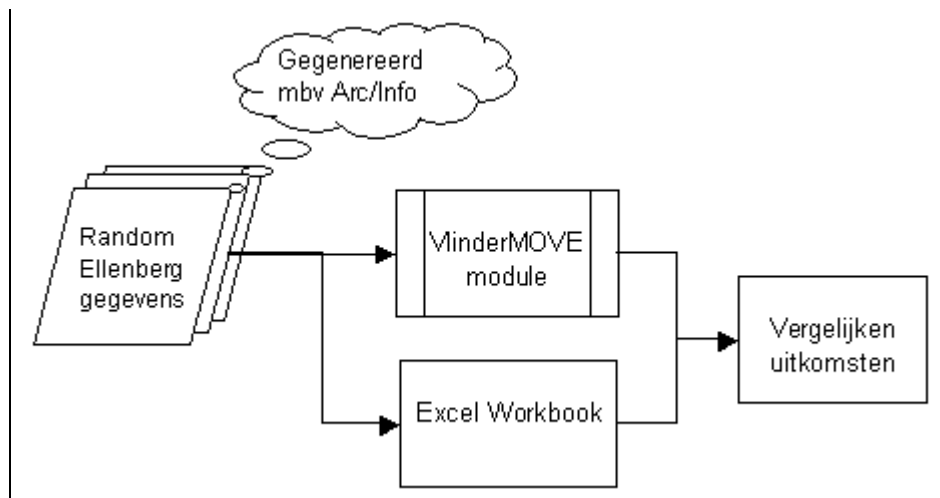 Gegenereerd
mbv Arc/Info
Random
Ellenberg
gegevens
VlinderMOVE
module
Excel Workbook
Vergelijken
uitkomsten